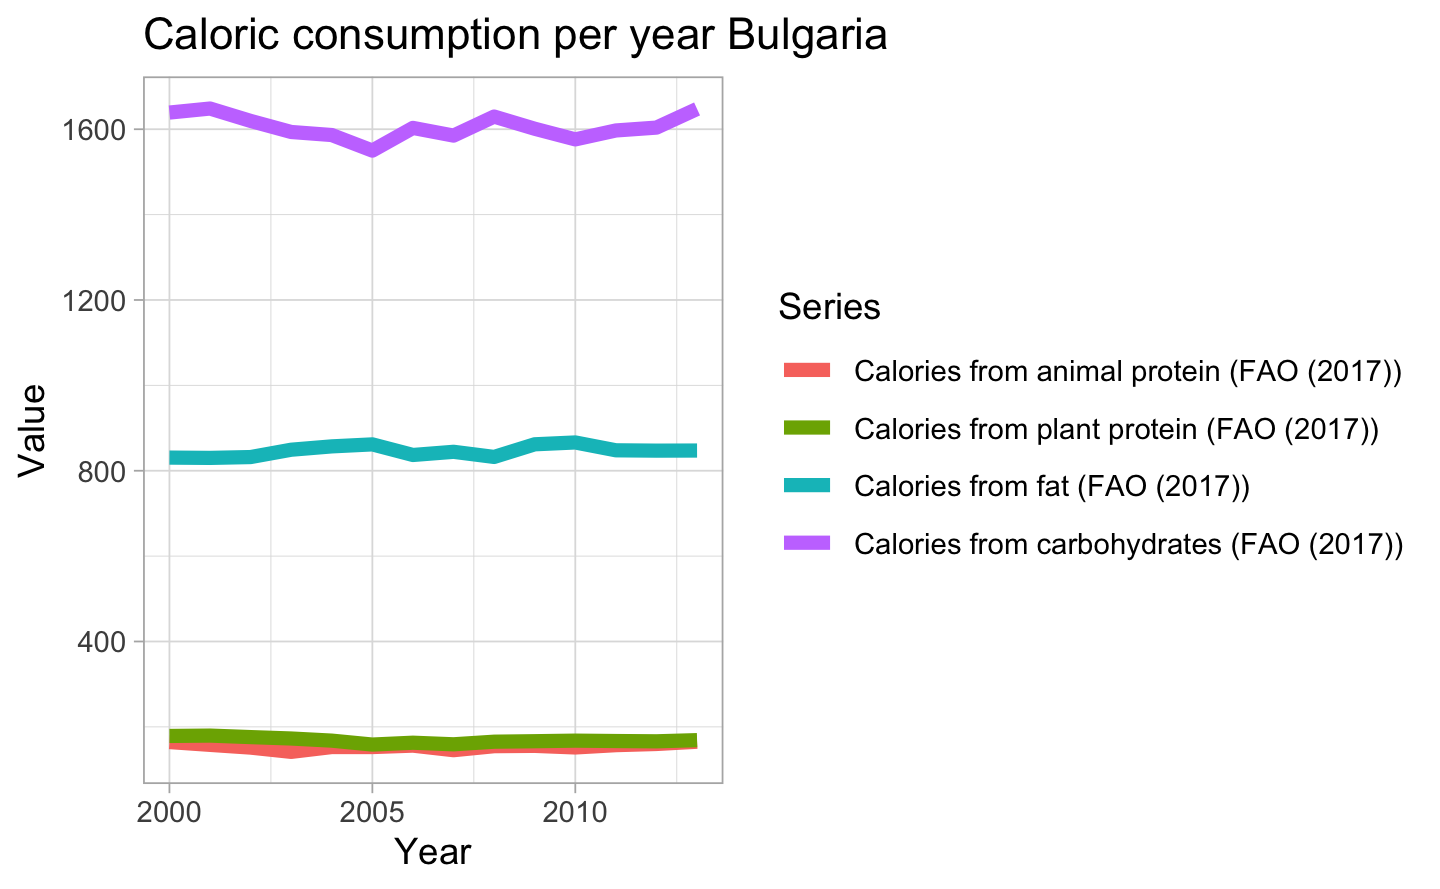 Caloric consumption per year Bulgaria
1600
1200
800
400
Value
2000 2005 2010
Year
Series
Calories from animal protein (FAO (2017))
Calories from plant protein (FAO (2017))
Calories from fat (FAO (2017))
Calories from carbohydrates (FAO (2017))